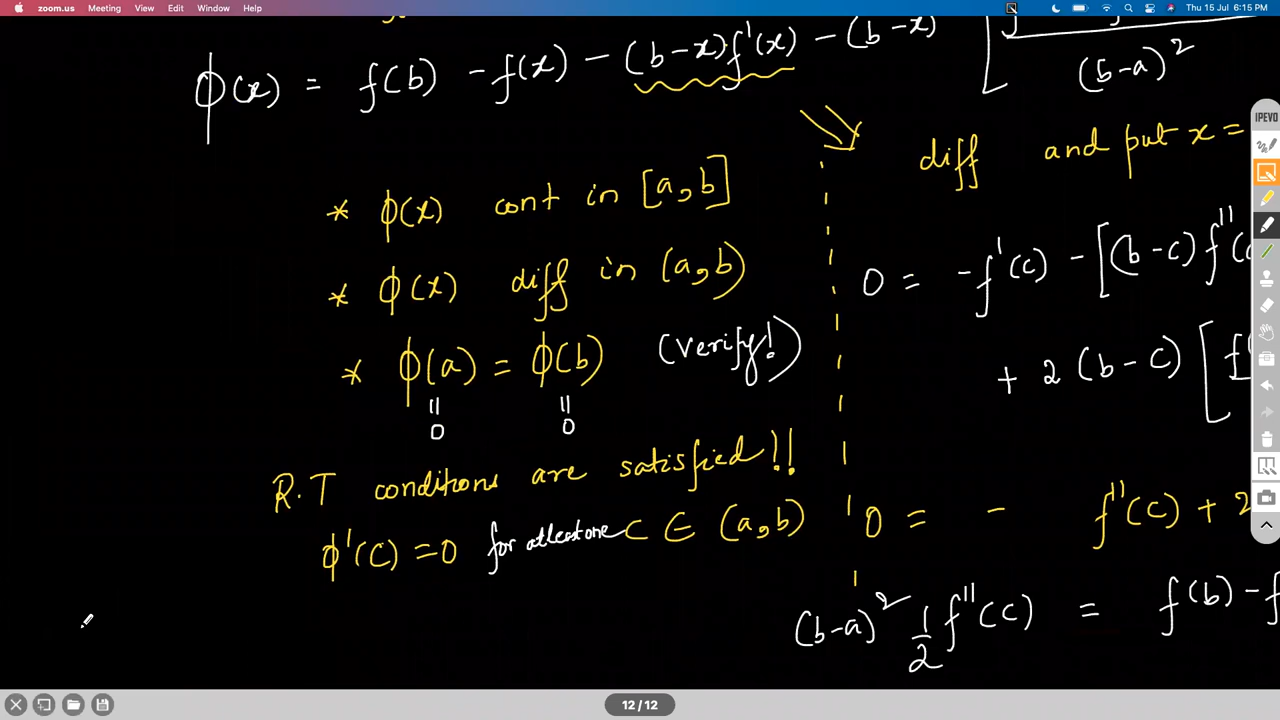 zoom.us Meeting View Edit Window Help Thu 15 Jul 6:15 PM
ϕ(x) = f(b) - f(x) - (b-x)f'(x) - (b-x) [
(b-a)²
diff and put x =
* ϕ(x) cont in [a,b]
* ϕ(x) diff in (a,b)
* ϕ(a) = ϕ(b) (Verify!)
|| ||
0 0
R.T conditions are satisfied!!
ϕ'(c) = 0 for atleast one c ∈ (a,b)
0 = -f'(c) - [(b-c) f''(c
+ 2 (b-c) [f'
0 = - f''(c) + 2
(b-a)² 1/2 f''(c) = f(b) - f
IPEVO
12/12